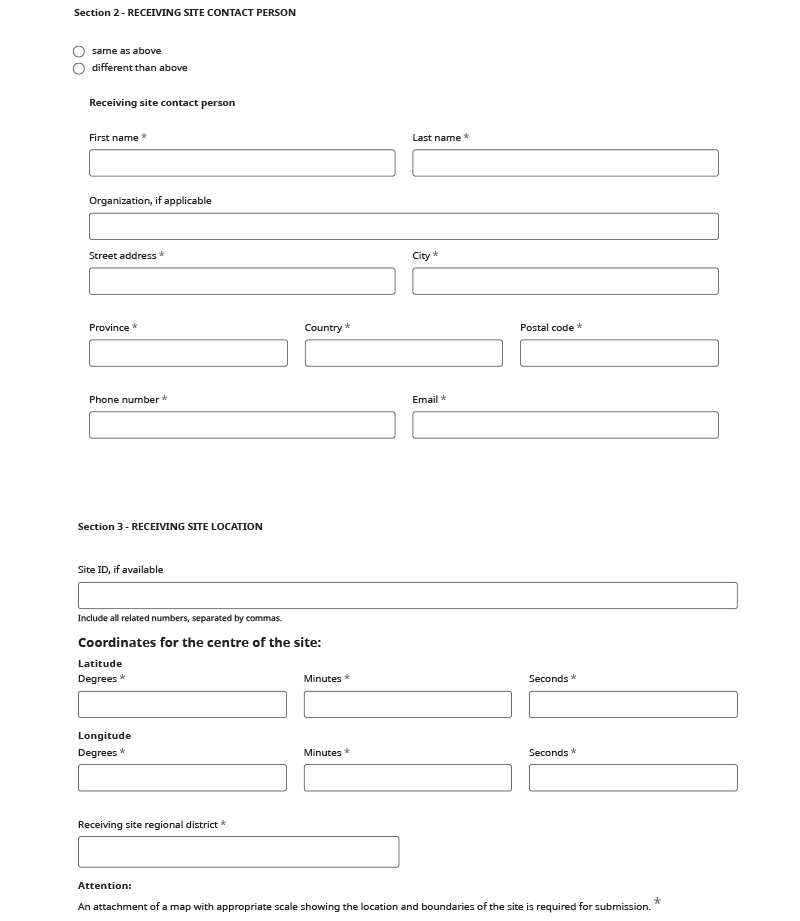 Section 2 - RECEIVING SITE CONTACT PERSON
same as above
different than above
Receiving site contact person
First name * Last name *
Organization, if applicable
Street address * City *
Province * Country * Postal code *
Phone number * Email *
Section 3 - RECEIVING SITE LOCATION
Site ID, if available
Include all related numbers, separated by commas.
Coordinates for the centre of the site:
Latitude
Degrees * Minutes * Seconds *
Longitude
Degrees * Minutes * Seconds *
Receiving site regional district *
Attention:
An attachment of a map with appropriate scale showing the location and boundaries of the site is required for submission. *